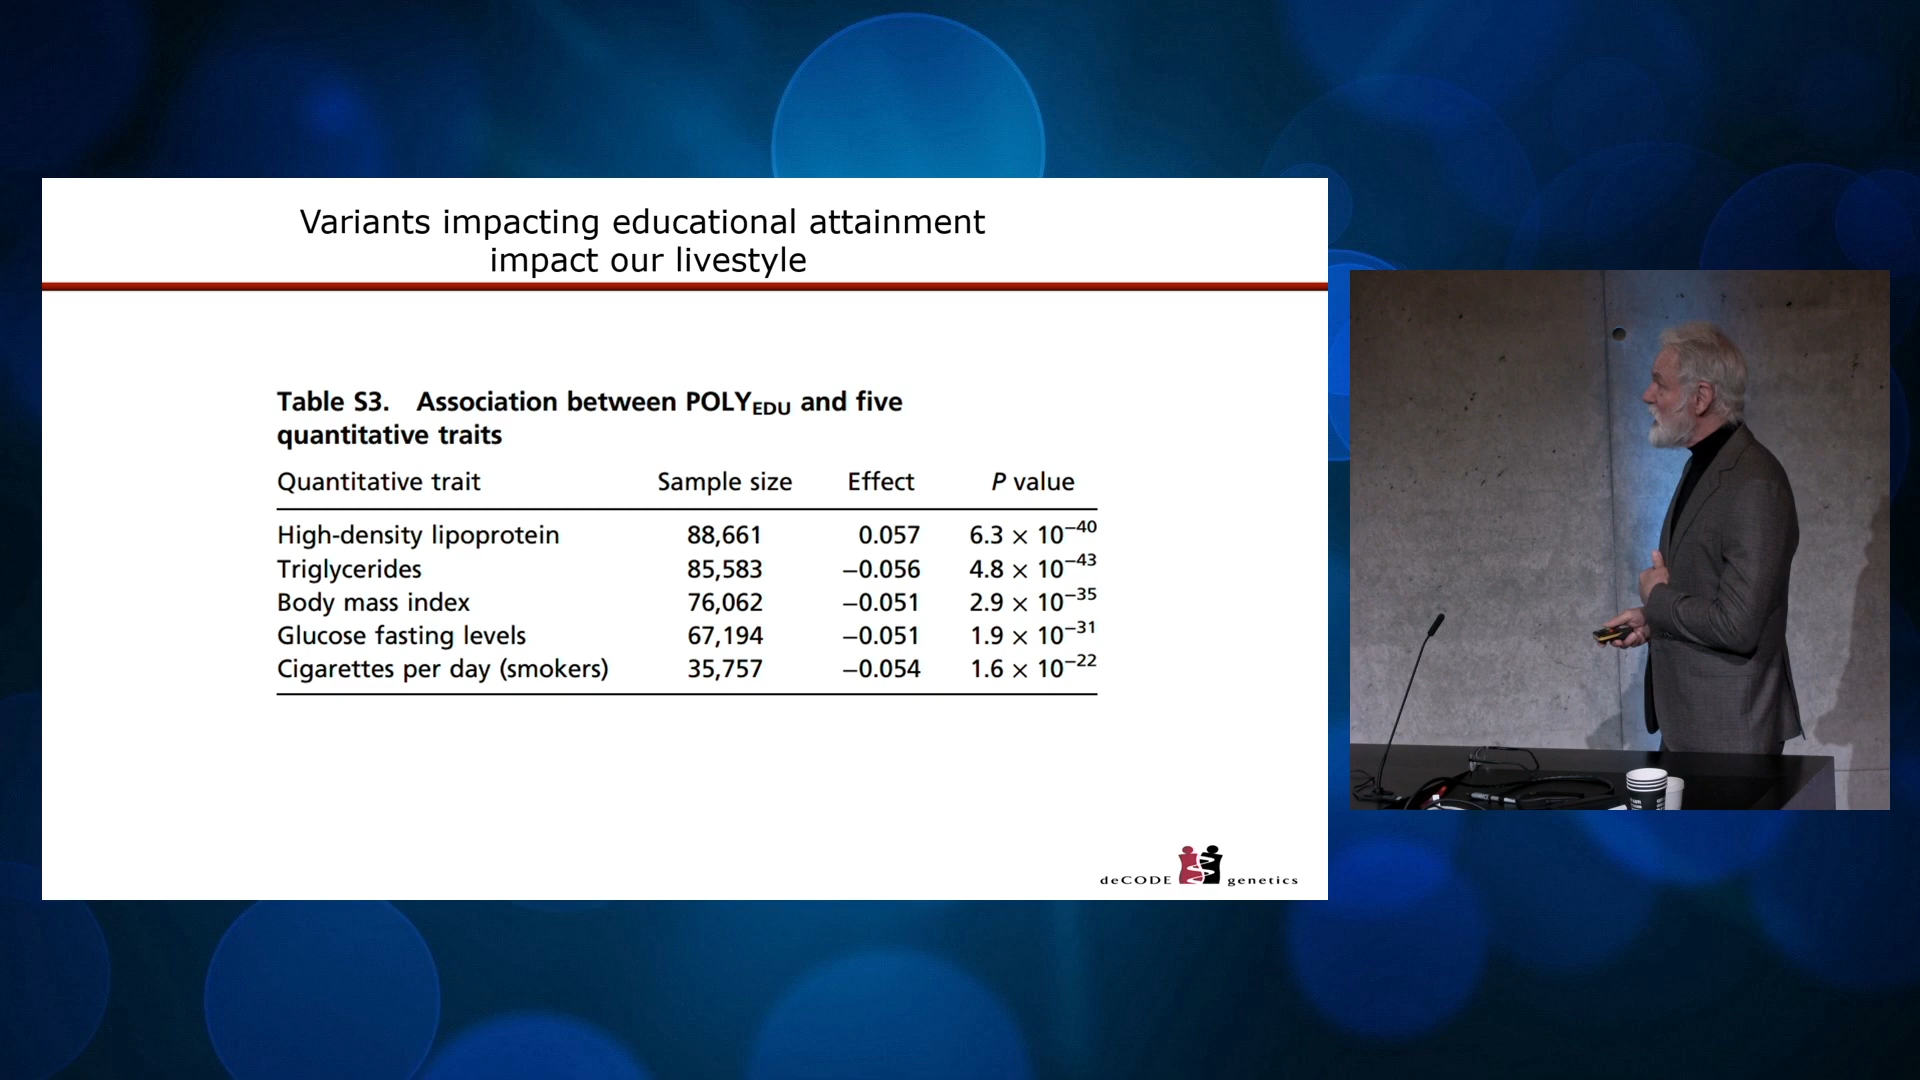 Variants impacting educational attainment
impact our livestyle
Table S3. Association between POLYEDU and five
quantitative traits
Quantitative trait Sample size Effect P value
High-density lipoprotein 88,661 0.057 6.3 × 10⁻⁴⁰
Triglycerides 85,583 −0.056 4.8 × 10⁻⁴³
Body mass index 76,062 −0.051 2.9 × 10⁻³⁵
Glucose fasting levels 67,194 −0.051 1.9 × 10⁻³¹
Cigarettes per day (smokers) 35,757 −0.054 1.6 × 10⁻²²
deCODE genetics